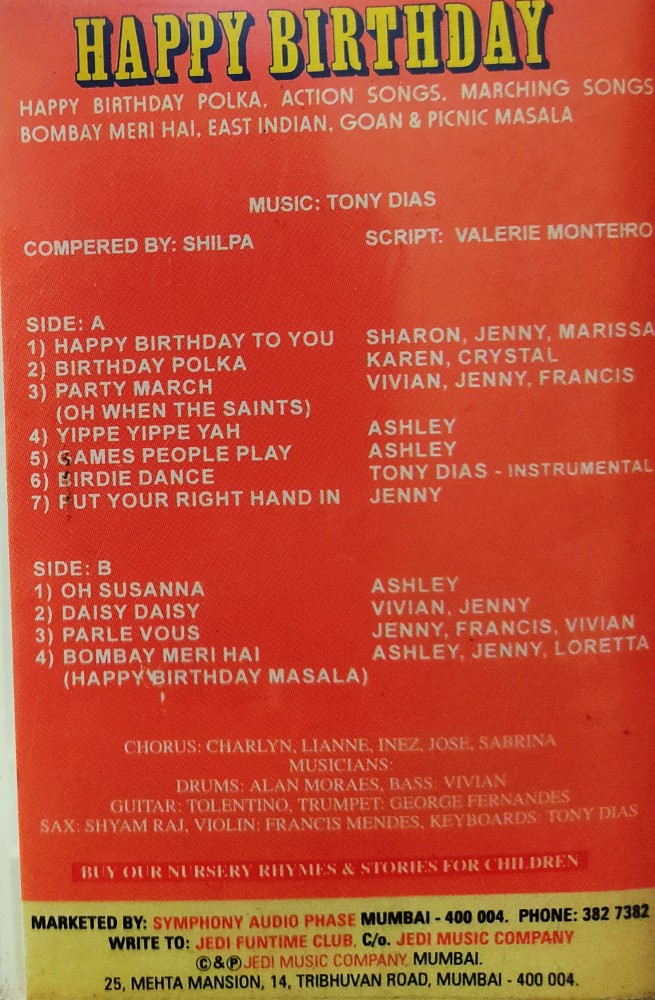 HAPPY BIRTHDAY
HAPPY BIRTHDAY POLKA, ACTION SONGS, MARCHING SONGS
BOMBAY MERI HAI, EAST INDIAN, GOAN & PICNIC MASALA
MUSIC: TONY DIAS
COMPERED BY: SHILPA SCRIPT: VALERIE MONTEIRO
SIDE: A
1) HAPPY BIRTHDAY TO YOU SHARON, JENNY, MARISSA
2) BIRTHDAY POLKA KAREN, CRYSTAL
3) PARTY MARCH VIVIAN, JENNY, FRANCIS
(OH WHEN THE SAINTS)
4) YIPPE YIPPE YAH ASHLEY
5) GAMES PEOPLE PLAY ASHLEY
6) BIRDIE DANCE TONY DIAS - INSTRUMENTAL
7) PUT YOUR RIGHT HAND IN JENNY
SIDE: B
1) OH SUSANNA ASHLEY
2) DAISY DAISY VIVIAN, JENNY
3) PARLE VOUS JENNY, FRANCIS, VIVIAN
4) BOMBAY MERI HAI ASHLEY, JENNY, LORETTA
(HAPPY BIRTHDAY MASALA)
CHORUS: CHARLYN, LIANNE, INEZ, JOSE, SABRINA
MUSICIANS:
DRUMS: ALAN MORAES, BASS: VIVIAN
GUITAR: TOLENTINO, TRUMPET: GEORGE FERNANDES
SAX: SHYAM RAJ, VIOLIN: FRANCIS MENDES, KEYBOARDS: TONY DIAS
BUY OUR NURSERY RHYMES & STORIES FOR CHILDREN
MARKETED BY: SYMPHONY AUDIO PHASE MUMBAI - 400 004. PHONE: 382 7382
WRITE TO: JEDI FUNTIME CLUB, C/o. JEDI MUSIC COMPANY
©&℗ JEDI MUSIC COMPANY, MUMBAI.
25, MEHTA MANSION, 14, TRIBHUVAN ROAD, MUMBAI - 400 004.